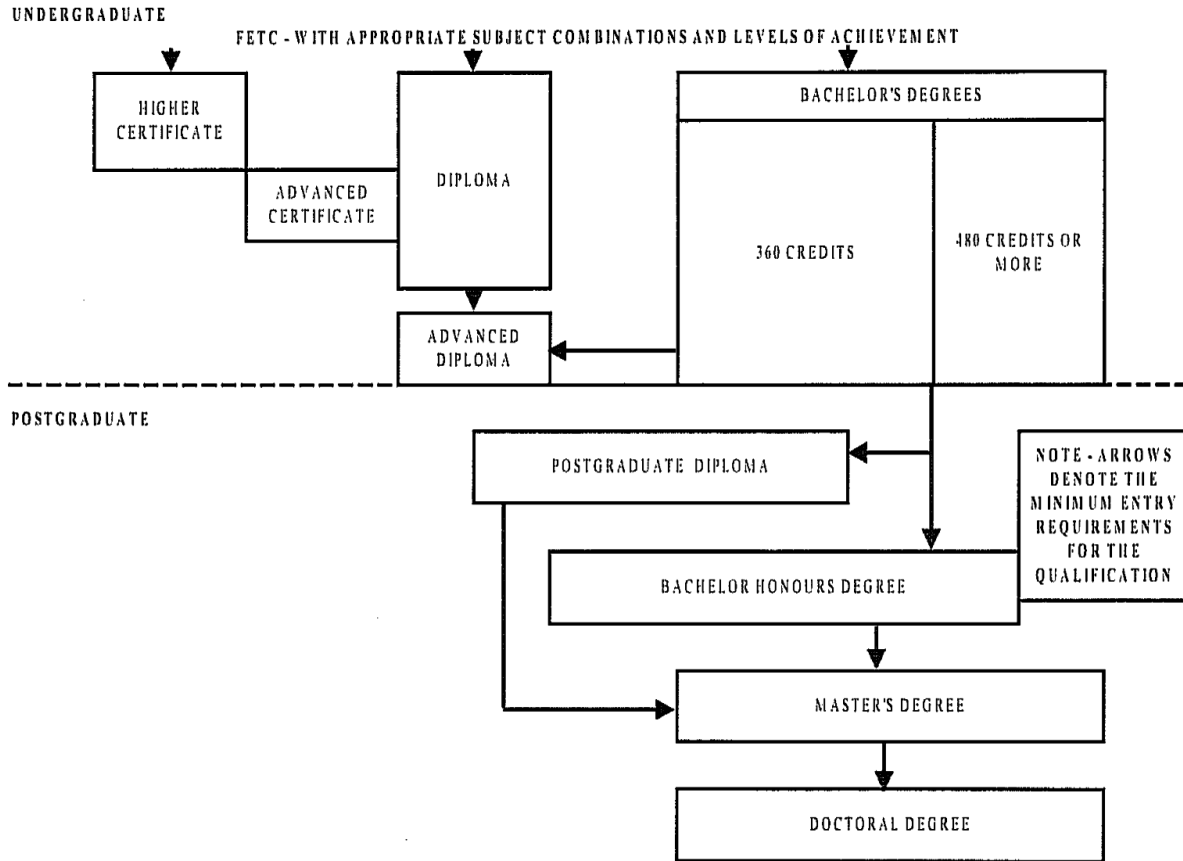 UNDERGRADUATE
FETC - WITH APPROPRIATE SUBJECT COMBINATIONS AND LEVELS OF ACHIEVEMENT
HIGHER
CERTIFICATE
ADVANCED
CERTIFICATE
DIPLOMA
BACHELOR'S DEGREES
360 CREDITS
480 CREDITS OR
MORE
ADVANCED
DIPLOMA
POSTGRADUATE
POSTGRADUATE DIPLOMA
NOTE - ARROWS
DENOTE THE
MINIMUM ENTRY
REQUIREMENTS
FOR THE
QUALIFICATION
BACHELOR HONOURS DEGREE
MASTER'S DEGREE
DOCTORAL DEGREE